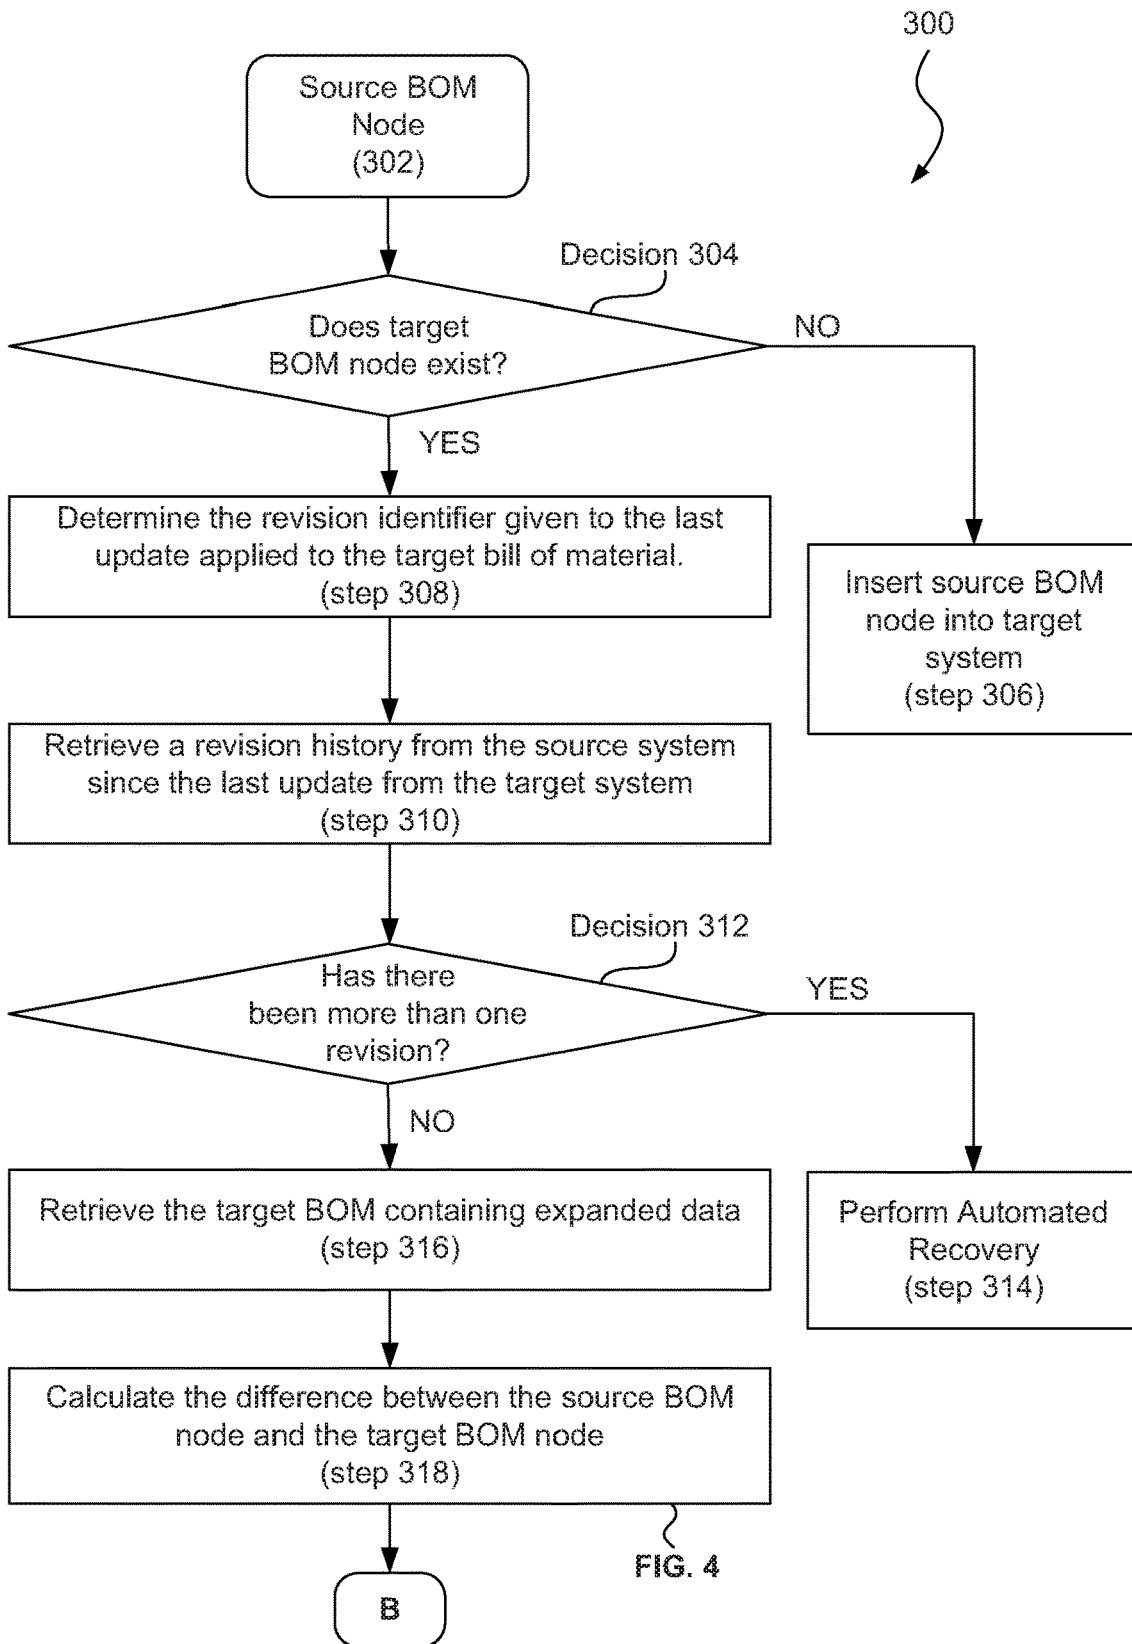 300
Source BOM
Node
(302)
Decision 304
Does target
BOM node exist?
NO
YES
Determine the revision identifier given to the last
update applied to the target bill of material.
(step 308)
Insert source BOM
node into target
system
(step 306)
Retrieve a revision history from the source system
since the last update from the target system
(step 310)
Decision 312
Has there
been more than one
revision?
YES
NO
Retrieve the target BOM containing expanded data
(step 316)
Perform Automated
Recovery
(step 314)
Calculate the difference between the source BOM
node and the target BOM node
(step 318)
FIG. 4
B